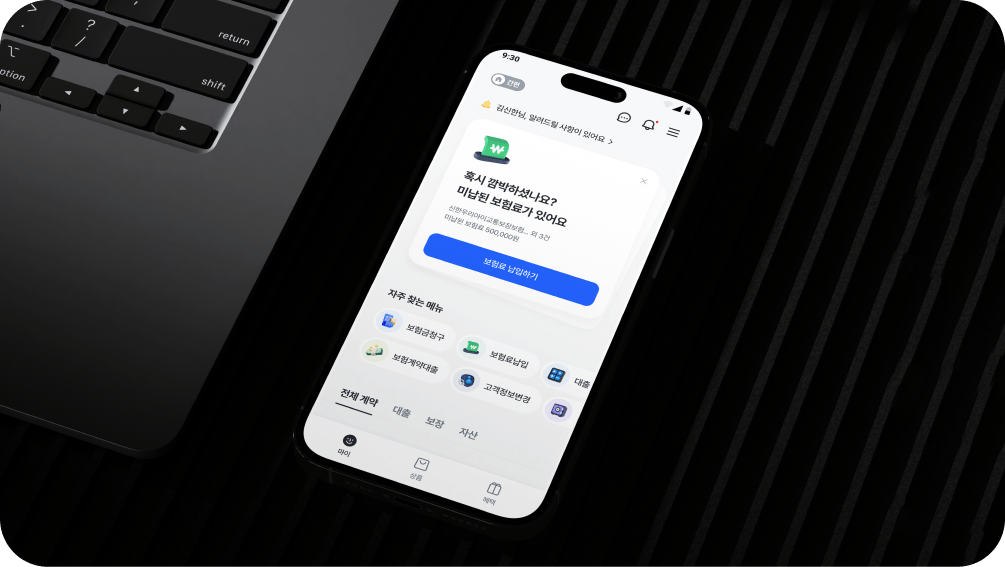 >
.
?
/
return
option
shift
9:30
간편
김신한님, 알려드릴 사항이 있어요 >
혹시 깜박하셨나요?
미납된 보험료가 있어요
신한우리아이교통보장보험... 외 3건
미납된 보험료 500,000원
보험료 납입하기
자주 찾는 메뉴
보험금청구
보험료납입
대출
보험계약대출
고객정보변경
전체 계약
대출
보장
자산
마이
상품
혜택